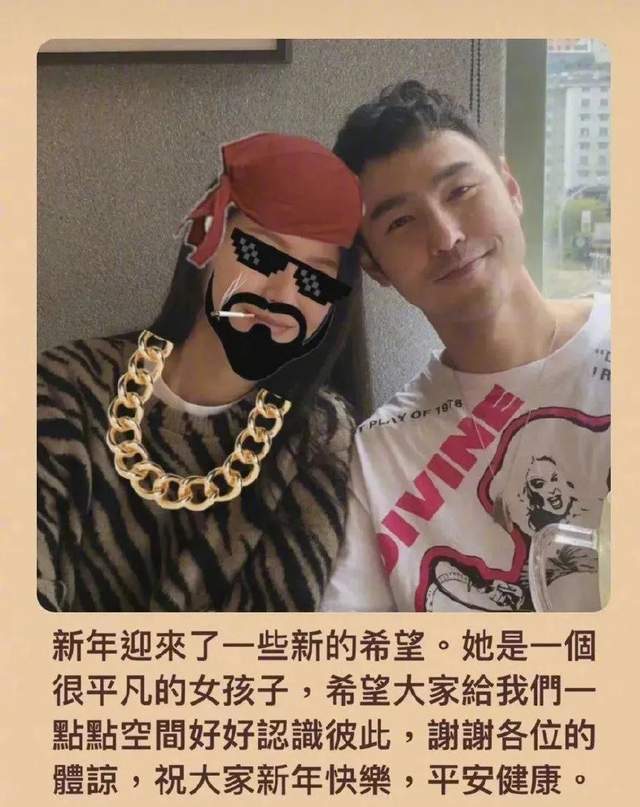 "D
R
T PLAY OF 1976
DIVINE
新年迎來了一些新的希望。她是一個
很平凡的女孩子，希望大家給我們一
點點空間好好認識彼此，謝謝各位的
體諒，祝大家新年快樂，平安健康。